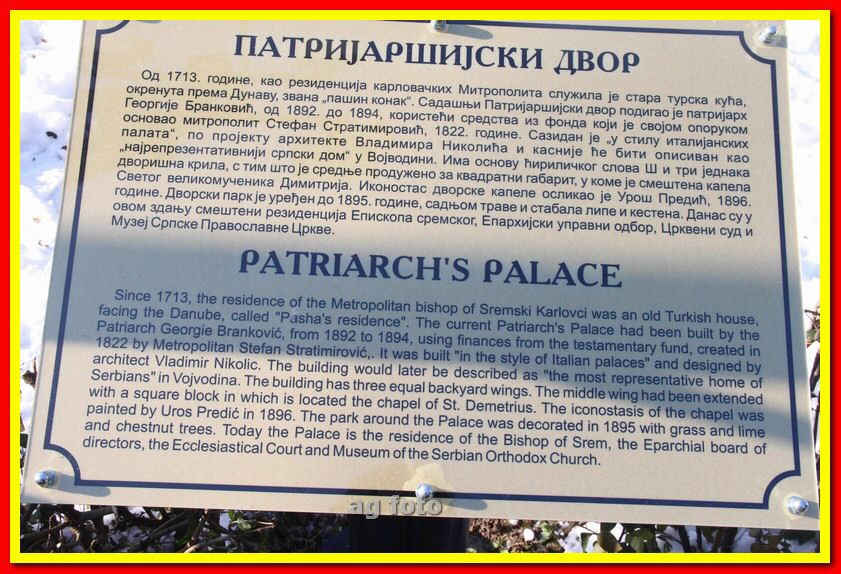 ПАТРИЈАРШИЈСКИ ДВОР
Од 1713. године, као резиденција карловачких Митрополита служила је стара турска кућа,
окренута према Дунаву, звана „пашин конак“. Садашњи Патријаршијски двор подигао је патријарх
Георгије Бранковић, од 1892. до 1894, користећи средства из фонда који је својом опоруком
основао митрополит Стефан Стратимировић, 1822. године. Сазидан је „у стилу италијанских
палата“, по пројекту архитекте Владимира Николића и касније ће бити описиван као
„најрепрезентативнији српски дом“ у Војводини. Има основу ћириличног слова Ш и три једнака
дворишна крила, с тим што је средње продужено за квадратни габарит, у коме је смештена капела
Светог великомученика Димитрија. Иконостас дворске капеле осликао је Урош Предић, 1896.
године. Дворски парк је уређен до 1895. године, садњом траве и стабала липе и кестена. Данас су у
овом здању смештени резиденција Епископа сремског, Епархијски управни одбор, Црквени суд и
Музеј Српске Православне Цркве.
PATRIARCH'S PALACE
Since 1713, the residence of the Metropolitan bishop of Sremski Karlovci was an old Turkish house,
facing the Danube, called "Pasha's residence". The current Patriarch's Palace had been built by the
Patriarch Georgie Branković, from 1892 to 1894, using finances from the testamentary fund, created in
1822 by Metropolitan Stefan Stratimirović,. It was built "in the style of Italian palaces" and designed by
architect Vladimir Nikolic. The building would later be described as "the most representative home of
Serbians" in Vojvodina. The building has three equal backyard wings. The middle wing had been extended
with a square block in which is located the chapel of St. Demetrius. The iconostasis of the chapel was
painted by Uros Predić in 1896. The park around the Palace was decorated in 1895 with grass and lime
and chestnut trees. Today the Palace is the residence of the Bishop of Srem, the Eparchial board of
directors, the Ecclesiastical Court and Museum of the Serbian Orthodox Church.
ag foto